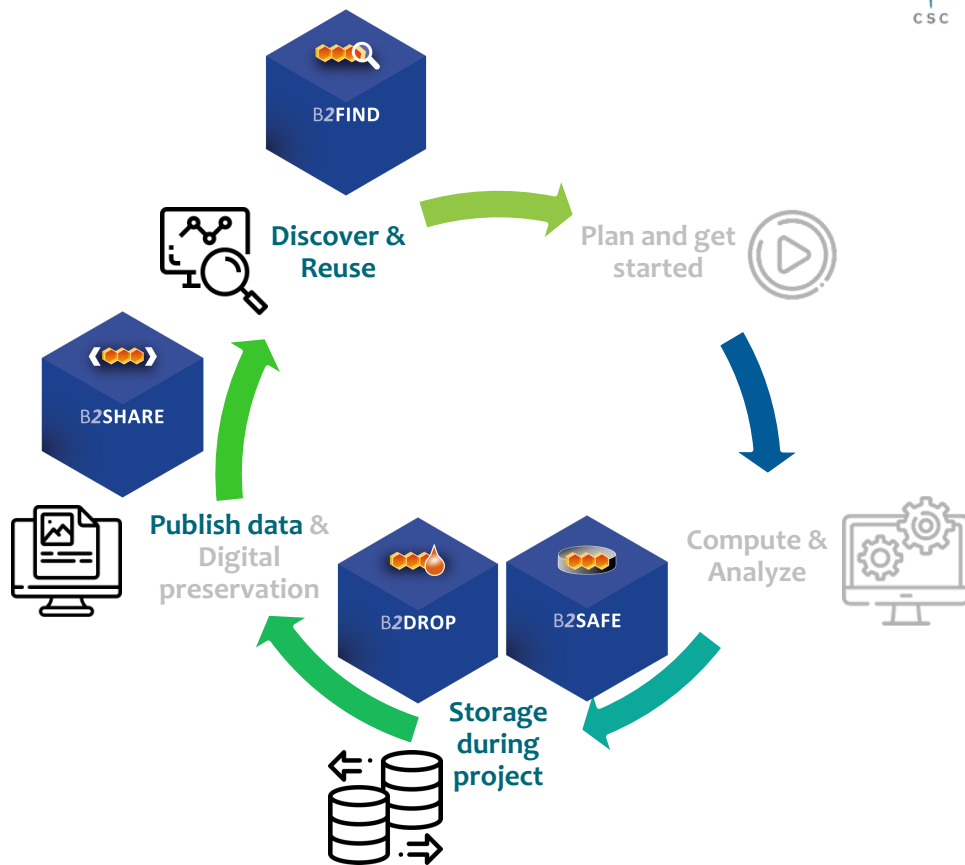 CSC
B2FIND
Discover &
Reuse
Plan and get
started
B2SHARE
Publish data &
Digital
preservation
Compute &
Analyze
B2DROP
B2SAFE
Storage
during
project